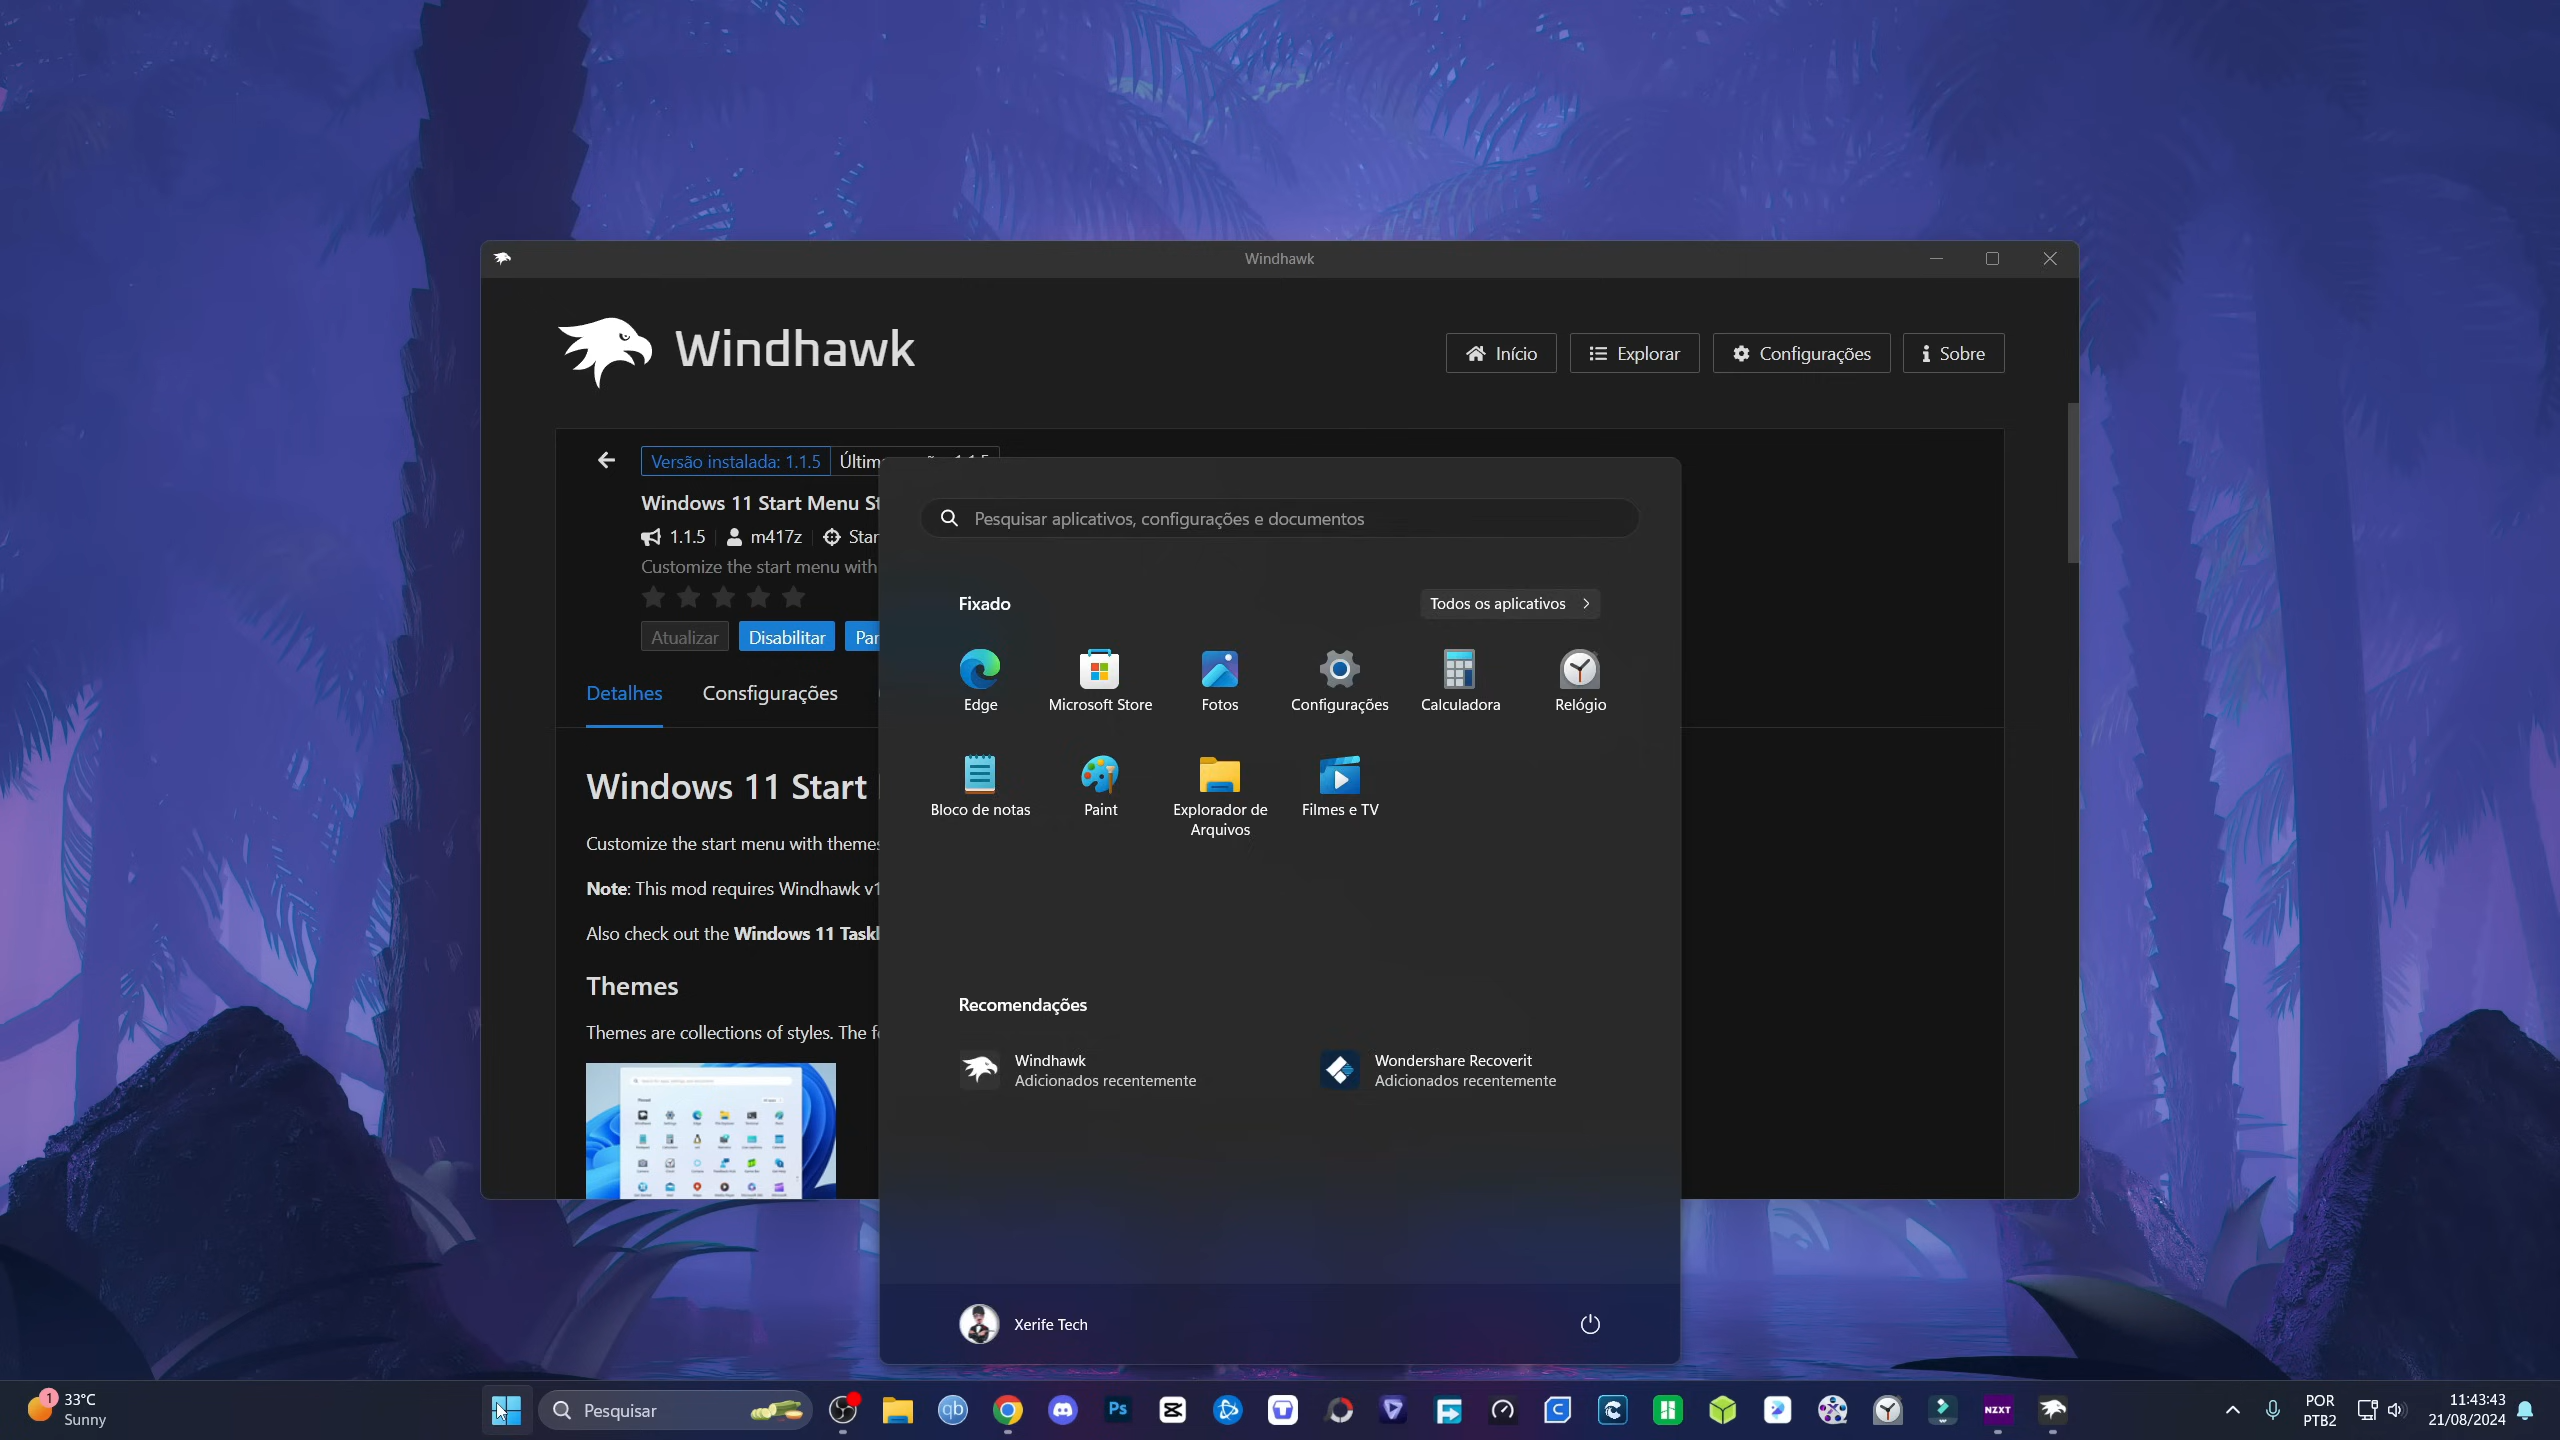 Windhawk
Windhawk
Início
Explorar
Configurações
Sobre
Versão instalada: 1.1.5
Windows 11 Start Menu St
1.1.5
m417z
Star
Customize the start menu with
Atualizar
Disabilitar
Par
Detalhes
Consfigurações
Windows 11 Start
Customize the start menu with themes
Note: This mod requires Windhawk v1
Also check out the Windows 11 Task
Themes
Themes are collections of styles. The f
Pesquisar aplicativos, configurações e documentos
Fixado
Todos os aplicativos
Edge
Microsoft Store
Fotos
Configurações
Calculadora
Relógio
Bloco de notas
Paint
Explorador de
Arquivos
Filmes e TV
Recomendações
Windhawk
Adicionados recentemente
Wondershare Recoverit
Adicionados recentemente
Xerife Tech
1
33°C
Sunny
Pesquisar
qb
Ps
NZXT
POR
PTB2
11:43:43
21/08/2024